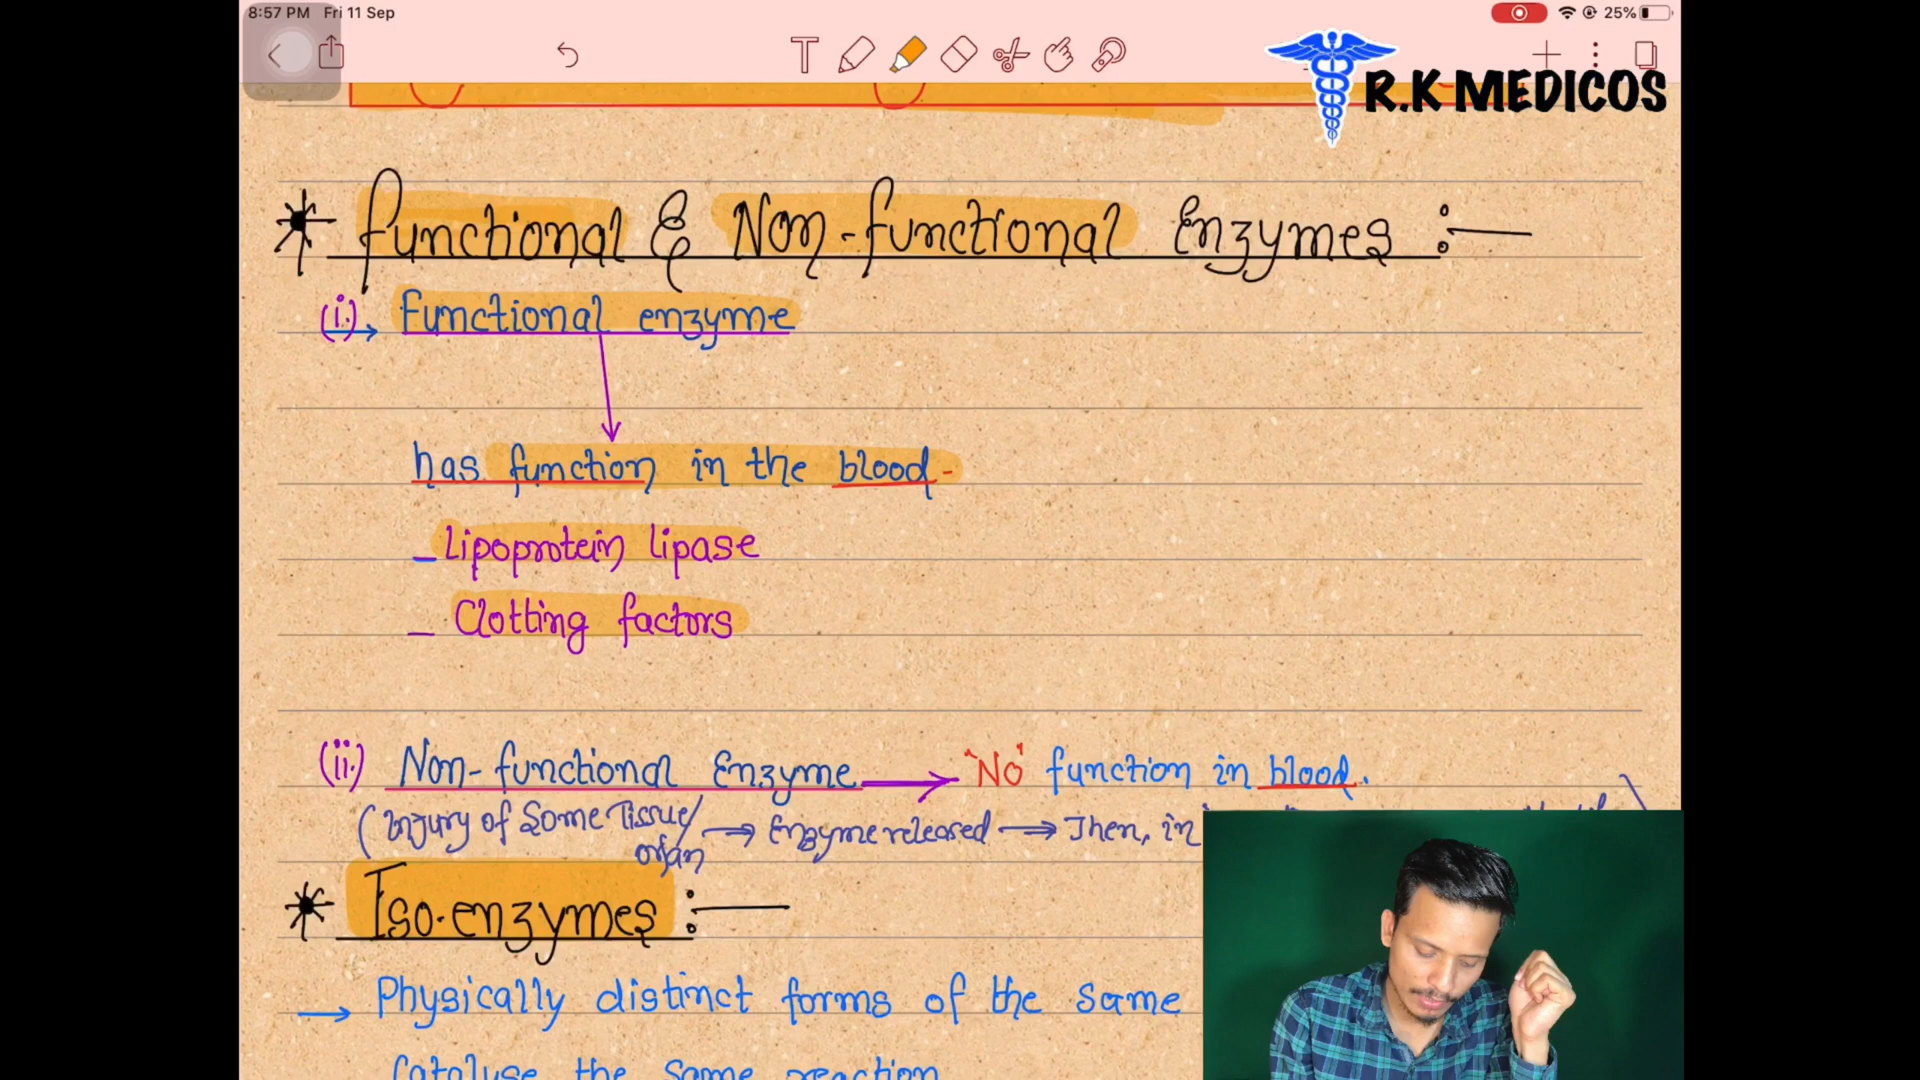 8:57 PM Fri 11 Sep
25%
T
R.K MEDICOS
* Functional & Non-functional Enzymes :—
(i.)→ Functional enzyme
has function in the blood -
- Lipoprotein lipase
- Clotting factors
(ii.) Non-functional Enzyme → "NO" function in blood.
(Injury of Some Tissue/organ → Enzyme released → Then, in
* Iso-enzymes :—
→ Physically distinct forms of the same
Catalyse the same reaction